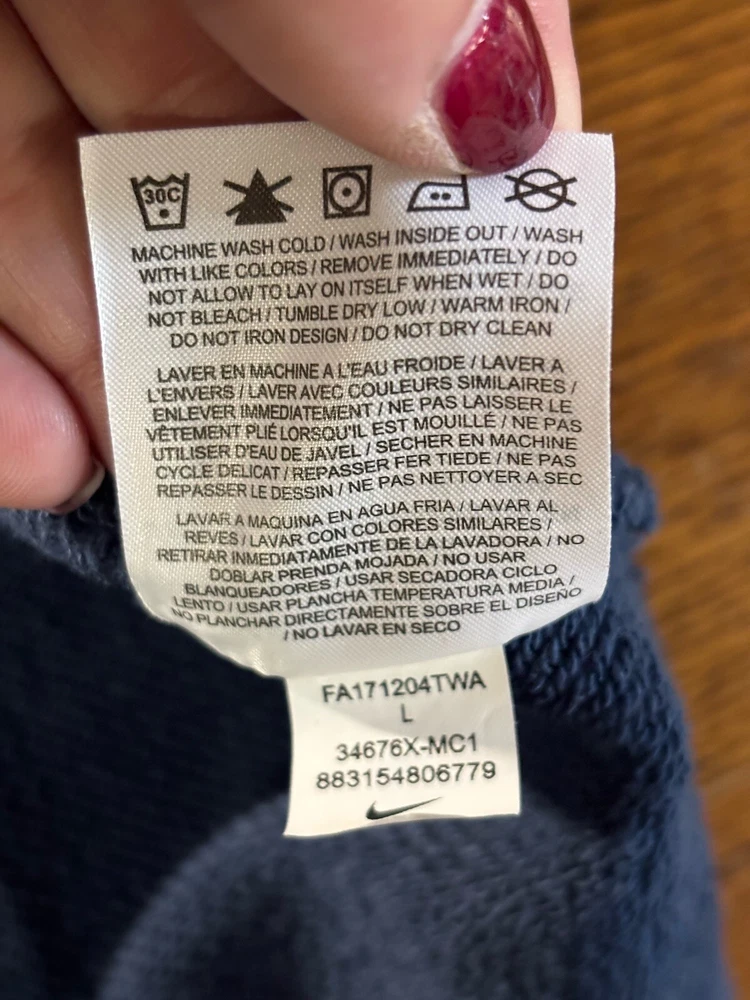 30C
MACHINE WASH COLD / WASH INSIDE OUT / WASH
WITH LIKE COLORS / REMOVE IMMEDIATELY / DO
NOT ALLOW TO LAY ON ITSELF WHEN WET / DO
NOT BLEACH / TUMBLE DRY LOW / WARM IRON /
DO NOT IRON DESIGN / DO NOT DRY CLEAN
LAVER EN MACHINE A L'EAU FROIDE / LAVER A
L'ENVERS / LAVER AVEC COULEURS SIMILAIRES /
ENLEVER IMMEDIATEMENT / NE PAS LAISSER LE
VÊTEMENT PLIÉ LORSQU'IL EST MOUILLÉ / NE PAS
UTILISER D'EAU DE JAVEL / SECHER EN MACHINE
CYCLE DELICAT / REPASSER FER TIEDE / NE PAS
REPASSER LE DESSIN / NE PAS NETTOYER A SEC
LAVAR A MAQUINA EN AGUA FRIA / LAVAR AL
REVES / LAVAR CON COLORES SIMILARES /
RETIRAR INMEDIATAMENTE DE LA LAVADORA / NO
DOBLAR PRENDA MOJADA / NO USAR
BLANQUEADORES / USAR SECADORA CICLO
LENTO / USAR PLANCHA TEMPERATURA MEDIA /
NO PLANCHAR DIRECTAMENTE SOBRE EL DISEÑO
/ NO LAVAR EN SECO
FA171204TWA
L
34676X-MC1
883154806779